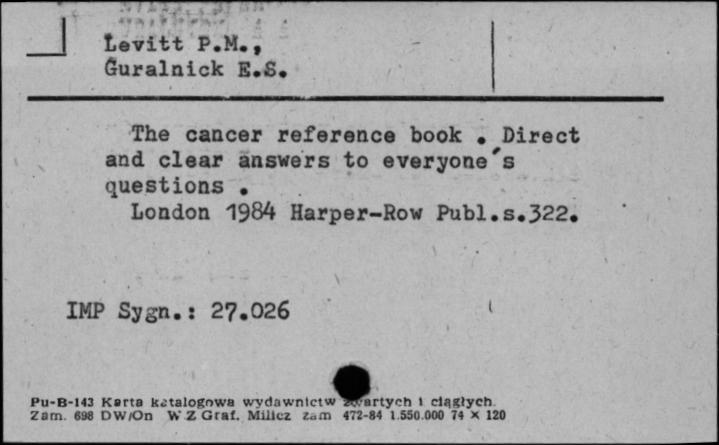 Levitt P.M.,
Guralnick E.S.
The cancer reference book . Direct
and clear answers to everyone's
questions .
London 1984 Harper-Row Publ.s.322.
IMP Sygn.: 27.026
Pu-B-143 Karta katalogowa wydawnictw zwartych i ciągłych.
Zam. 698 DW/On WZ Graf. Milicz zam 472-84 1.550.000 74 × 120